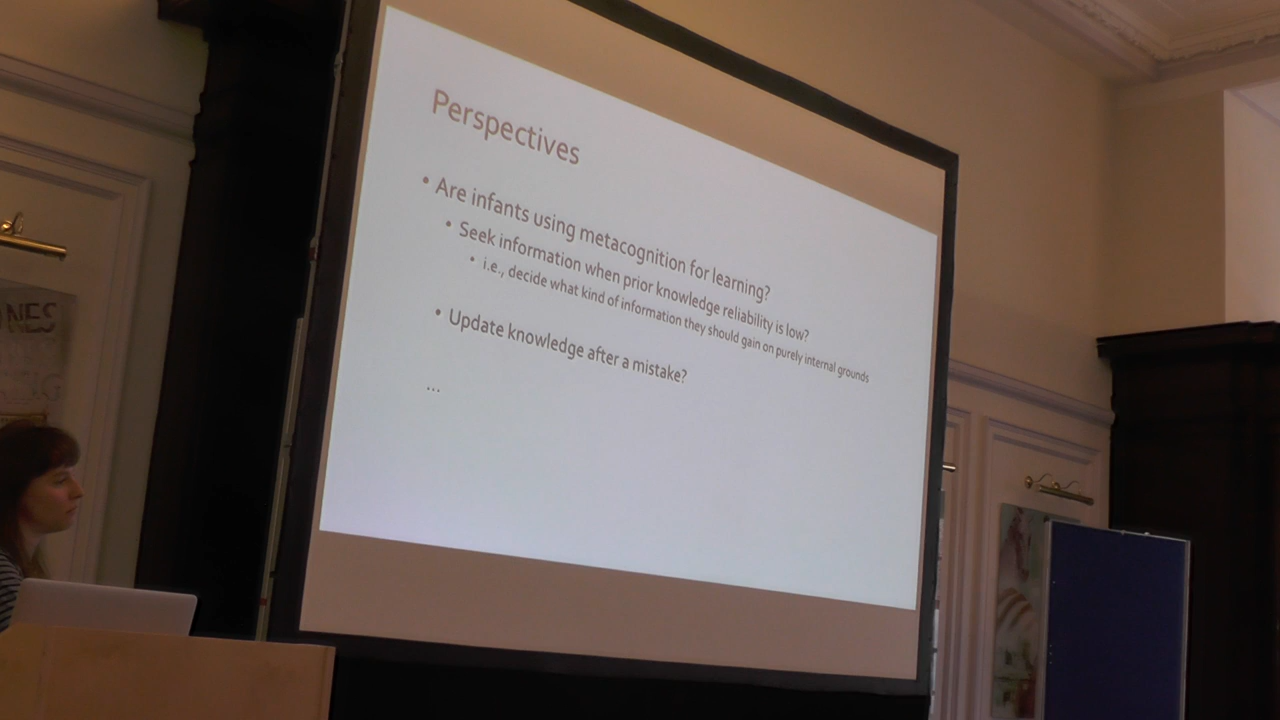 Perspectives
• Are infants using metacognition for learning?
• Seek information when prior knowledge reliability is low?
• i.e., decide what kind of information they should gain on purely internal grounds
• Update knowledge after a mistake?
...